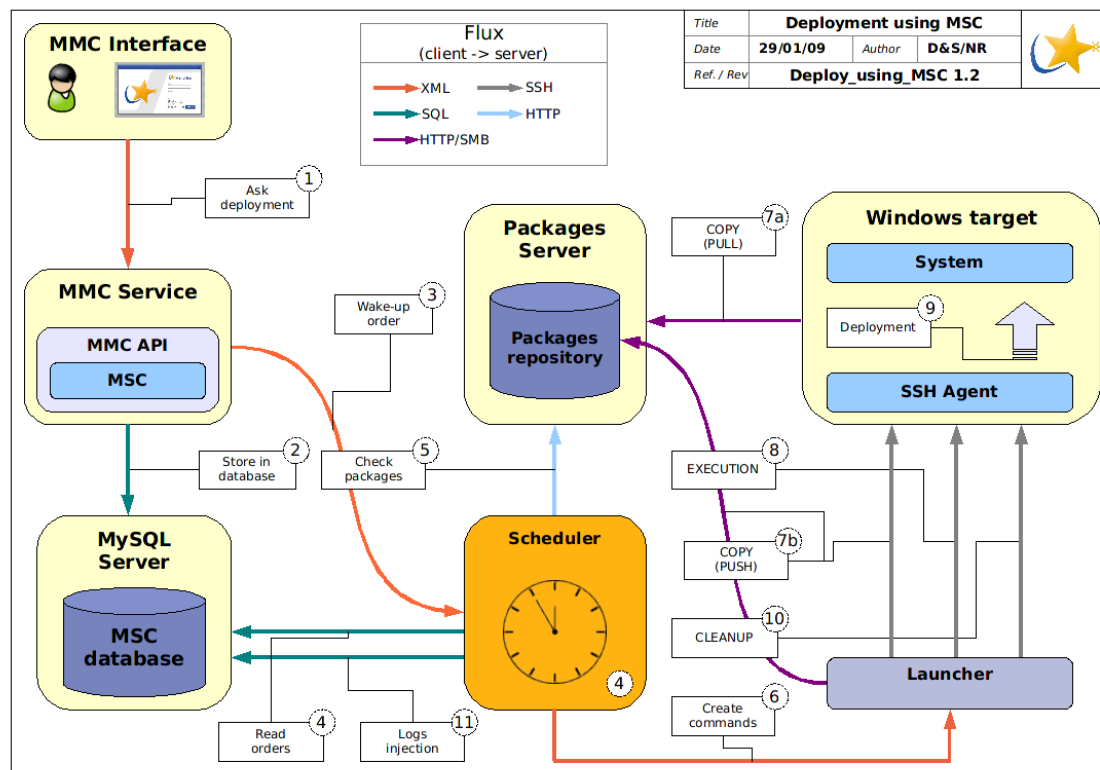 MMC Interface
Flux
(client -> server)
XML
SSH
SQL
HTTP
HTTP/SMB
Title
Deployment using MSC
Date
29/01/09
Author
D&S/NR
Ref. / Rev
Deploy_using_MSC 1.2
1
Ask
deployment
MMC Service
MMC API
MSC
3
Wake-up
order
Packages
Server
Packages
repository
7a
COPY
(PULL)
Windows target
System
9
Deployment
SSH Agent
2
Store in
database
5
Check
packages
8
EXECUTION
MySQL
Server
MSC
database
Scheduler
4
7b
COPY
(PUSH)
10
CLEANUP
Launcher
4
Read
orders
11
Logs
injection
6
Create
commands